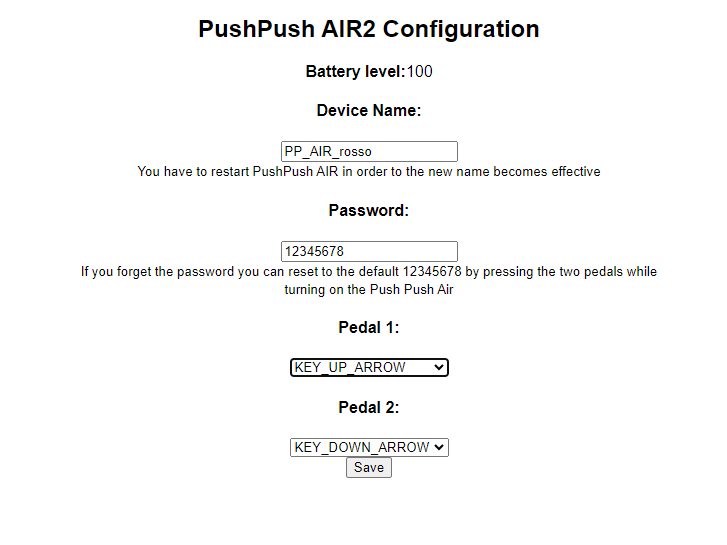 PushPush AIR2 Configuration
Battery level:100
Device Name:
PP_AIR_rosso
You have to restart PushPush AIR in order to the new name becomes effective
Password:
12345678
If you forget the password you can reset to the default 12345678 by pressing the two pedals while
turning on the Push Push Air
Pedal 1:
KEY_UP_ARROW
Pedal 2:
KEY_DOWN_ARROW
Save